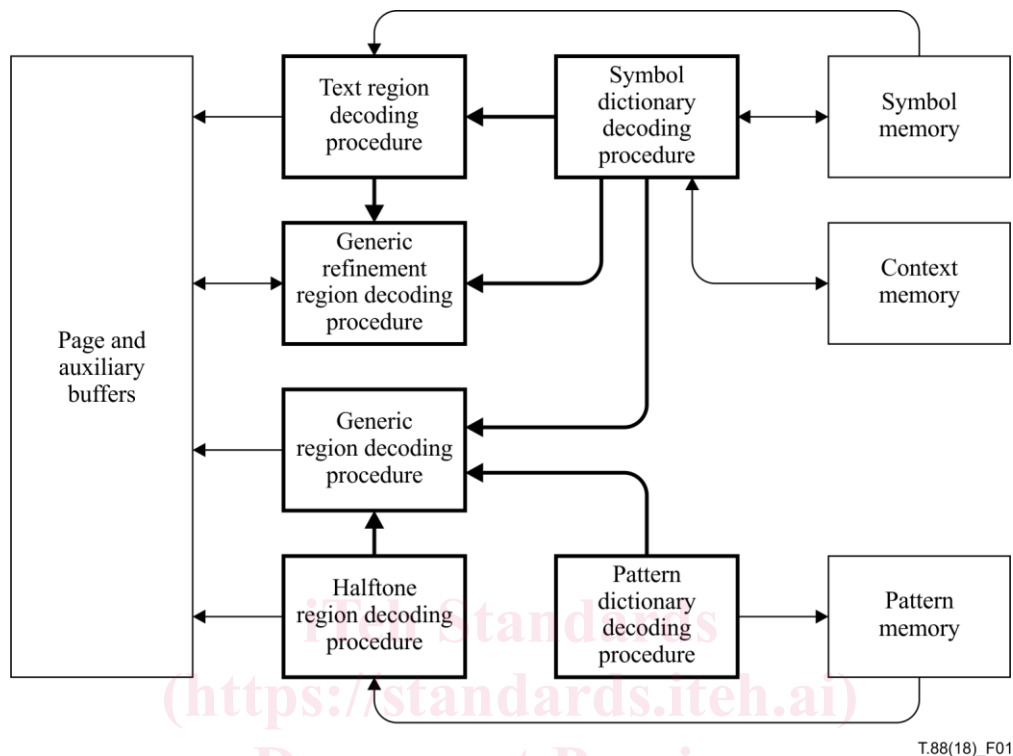 Text region
decoding
procedure
Symbol
dictionary
decoding
procedure
Symbol
memory
Generic
refinement
region decoding
procedure
Context
memory
Page and
auxiliary
buffers
Generic
region decoding
procedure
Halftone
region decoding
procedure
Pattern
dictionary
decoding
procedure
Pattern
memory
iTeh Standards
(https://standards.iteh.ai)
T.88(18)_F01